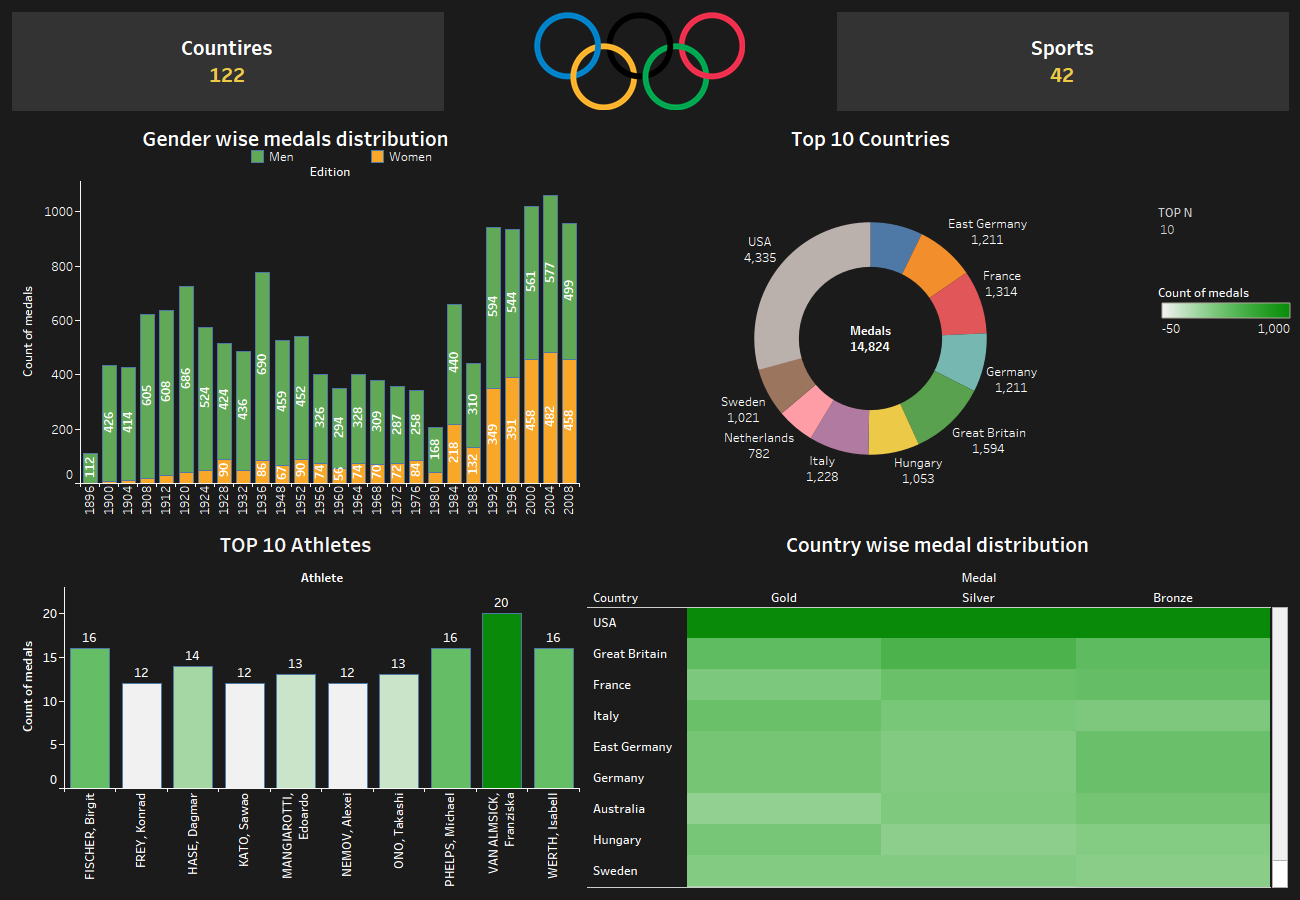 Countires
122
Sports
42
Gender wise medals distribution
Men
Women
Edition
Count of medals
1000
800
600
400
200
0
112
426
414
605
608
686
524
424
90
436
690
86
459
67
452
90
326
74
294
56
328
74
309
70
287
72
258
84
168
440
218
310
132
594
349
544
391
561
458
577
482
499
458
1896
1900
1904
1908
1912
1920
1924
1928
1932
1936
1948
1952
1956
1960
1964
1968
1972
1976
1980
1984
1988
1992
1996
2000
2004
2008
Top 10 Countries
USA
4,335
East Germany
1,211
France
1,314
Germany
1,211
Great Britain
1,594
Hungary
1,053
Italy
1,228
Netherlands
782
Sweden
1,021
Medals
14,824
TOP N
10
Count of medals
-50 1,000
TOP 10 Athletes
Athlete
Count of medals
20
15
10
5
0
16
12
14
12
13
12
13
16
20
16
FISCHER, Birgit
FREY, Konrad
HASE, Dagmar
KATO, Sawao
MANGIAROTTI,
Edoardo
NEMOV, Alexei
ONO, Takashi
PHELPS, Michael
VAN ALMSICK,
Franziska
WERTH, Isabell
Country wise medal distribution
Medal
Country Gold Silver Bronze
USA
Great Britain
France
Italy
East Germany
Germany
Australia
Hungary
Sweden